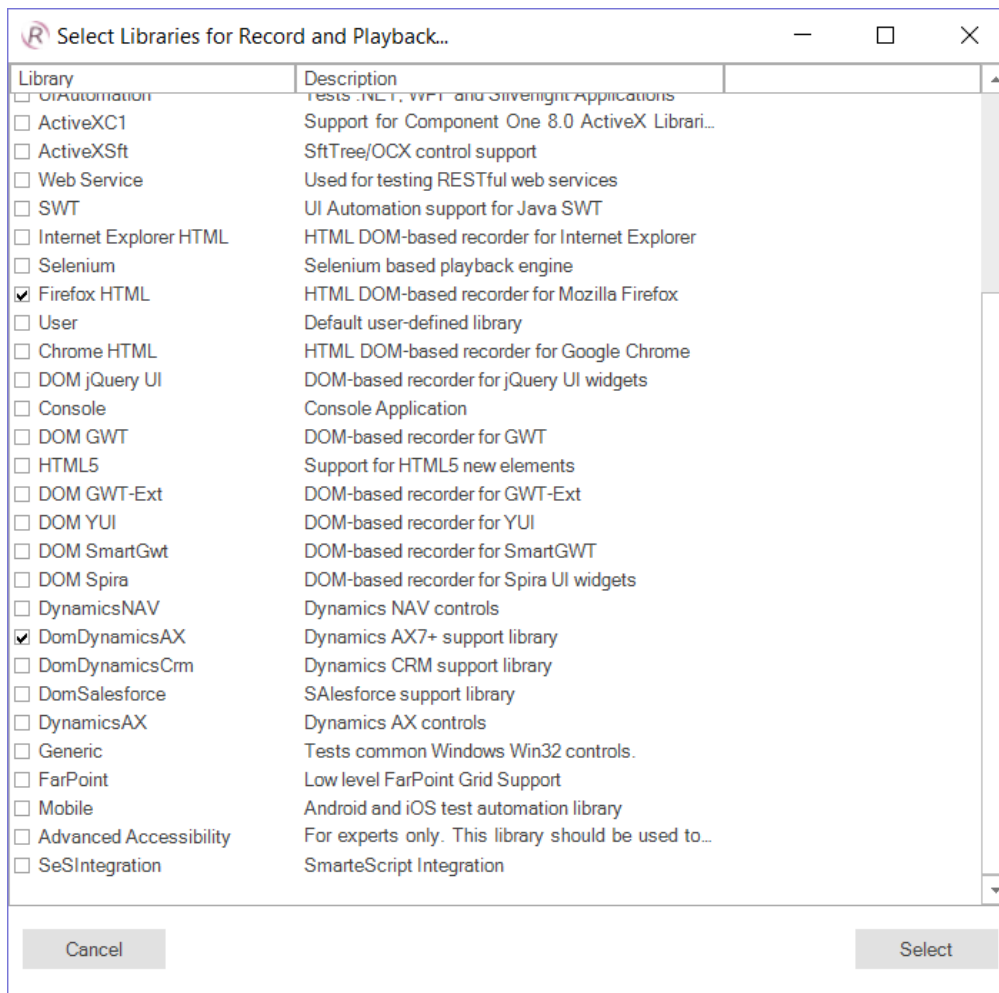 Select Libraries for Record and Playback...
Library Description
UIAutomation Tests .NET, WPF and Silverlight Applications
ActiveXC1 Support for Component One 8.0 ActiveX Librari...
ActiveXSft SftTree/OCX control support
Web Service Used for testing RESTful web services
SWT UI Automation support for Java SWT
Internet Explorer HTML HTML DOM-based recorder for Internet Explorer
Selenium Selenium based playback engine
Firefox HTML HTML DOM-based recorder for Mozilla Firefox
User Default user-defined library
Chrome HTML HTML DOM-based recorder for Google Chrome
DOM jQuery UI DOM-based recorder for jQuery UI widgets
Console Console Application
DOM GWT DOM-based recorder for GWT
HTML5 Support for HTML5 new elements
DOM GWT-Ext DOM-based recorder for GWT-Ext
DOM YUI DOM-based recorder for YUI
DOM SmartGwt DOM-based recorder for SmartGWT
DOM Spira DOM-based recorder for Spira UI widgets
DynamicsNAV Dynamics NAV controls
DomDynamicsAX Dynamics AX7+ support library
DomDynamicsCrm Dynamics CRM support library
DomSalesforce SAlesforce support library
DynamicsAX Dynamics AX controls
Generic Tests common Windows Win32 controls.
FarPoint Low level FarPoint Grid Support
Mobile Android and iOS test automation library
Advanced Accessibility For experts only. This library should be used to...
SeSIntegration SmarteScript Integration
Cancel Select